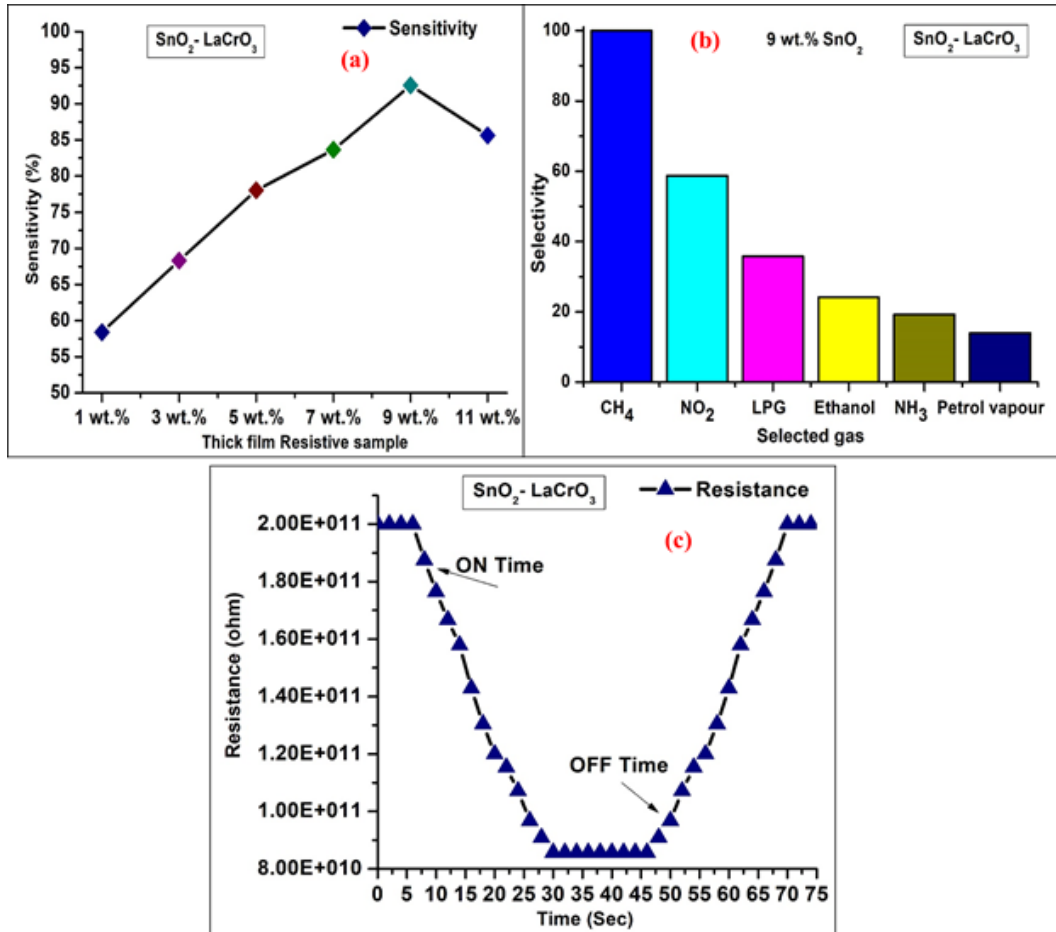 SnO2- LaCrO3
Sensitivity
(a)
Sensitivity (%)
100
95
90
85
80
75
70
65
60
55
50
1 wt.% 3 wt.% 5 wt.% 7 wt.% 9 wt.% 11 wt.%
Thick film Resistive sample
(b)
9 wt.% SnO2
SnO2- LaCrO3
Selectivity
100
80
60
40
20
0
CH4 NO2 LPG Ethanol NH3 Petrol vapour
Selected gas
SnO2- LaCrO3
Resistance
(c)
ON Time
OFF Time
Resistance (ohm)
2.00E+011
1.80E+011
1.60E+011
1.40E+011
1.20E+011
1.00E+011
8.00E+010
0 5 10 15 20 25 30 35 40 45 50 55 60 65 70 75
Time (Sec)